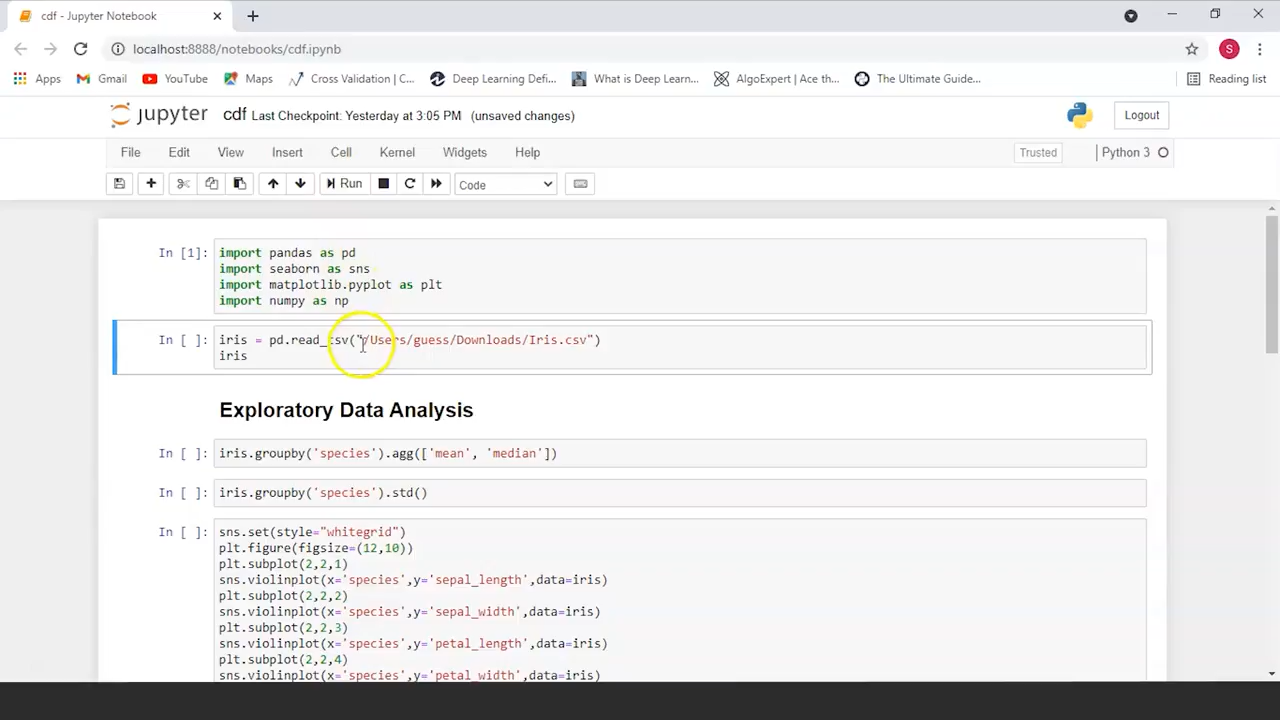 cdf - Jupyter Notebook
localhost:8888/notebooks/cdf.ipynb
S
Apps Gmail YouTube Maps Cross Validation | C... Deep Learning Defi... What is Deep Learn... AlgoExpert | Ace th... The Ultimate Guide... Reading list
jupyter cdf Last Checkpoint: Yesterday at 3:05 PM (unsaved changes) Logout
File Edit View Insert Cell Kernel Widgets Help Trusted Python 3
Run Code
In [1]: import pandas as pd
import seaborn as sns
import matplotlib.pyplot as plt
import numpy as np
In [ ]: iris = pd.read_csv("/Users/guess/Downloads/Iris.csv")
iris
Exploratory Data Analysis
In [ ]: iris.groupby('species').agg(['mean', 'median'])
In [ ]: iris.groupby('species').std()
In [ ]: sns.set(style="whitegrid")
plt.figure(figsize=(12,10))
plt.subplot(2,2,1)
sns.violinplot(x='species',y='sepal_length',data=iris)
plt.subplot(2,2,2)
sns.violinplot(x='species',y='sepal_width',data=iris)
plt.subplot(2,2,3)
sns.violinplot(x='species',y='petal_length',data=iris)
plt.subplot(2,2,4)
sns.violinplot(x='species',y='petal_width',data=iris)